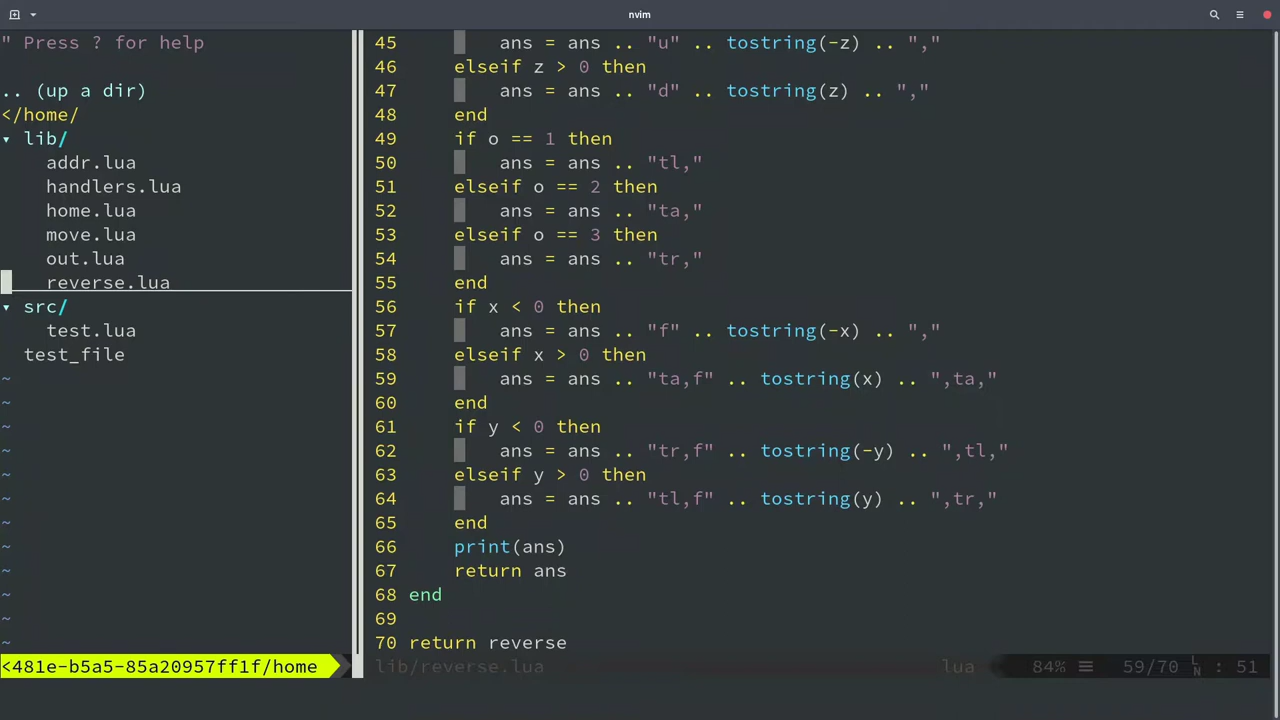 nvim
" Press ? for help
.. (up a dir)
</home/
▾ lib/
addr.lua
handlers.lua
home.lua
move.lua
out.lua
reverse.lua
▾ src/
test.lua
test_file
~
~
~
~
~
~
~
~
~
~
~
~
<481e-b5a5-85a20957ff1f/home
45 ans = ans .. "u" .. tostring(-z) .. ","
46 elseif z > 0 then
47 ans = ans .. "d" .. tostring(z) .. ","
48 end
49 if o == 1 then
50 ans = ans .. "tl,"
51 elseif o == 2 then
52 ans = ans .. "ta,"
53 elseif o == 3 then
54 ans = ans .. "tr,"
55 end
56 if x < 0 then
57 ans = ans .. "f" .. tostring(-x) .. ","
58 elseif x > 0 then
59 ans = ans .. "ta,f" .. tostring(x) .. ",ta,"
60 end
61 if y < 0 then
62 ans = ans .. "tr,f" .. tostring(-y) .. ",tl,"
63 elseif y > 0 then
64 ans = ans .. "tl,f" .. tostring(y) .. ",tr,"
65 end
66 print(ans)
67 return ans
68 end
69
70 return reverse
lib/reverse.lua lua 84% ☰ 59/70 LN : 51